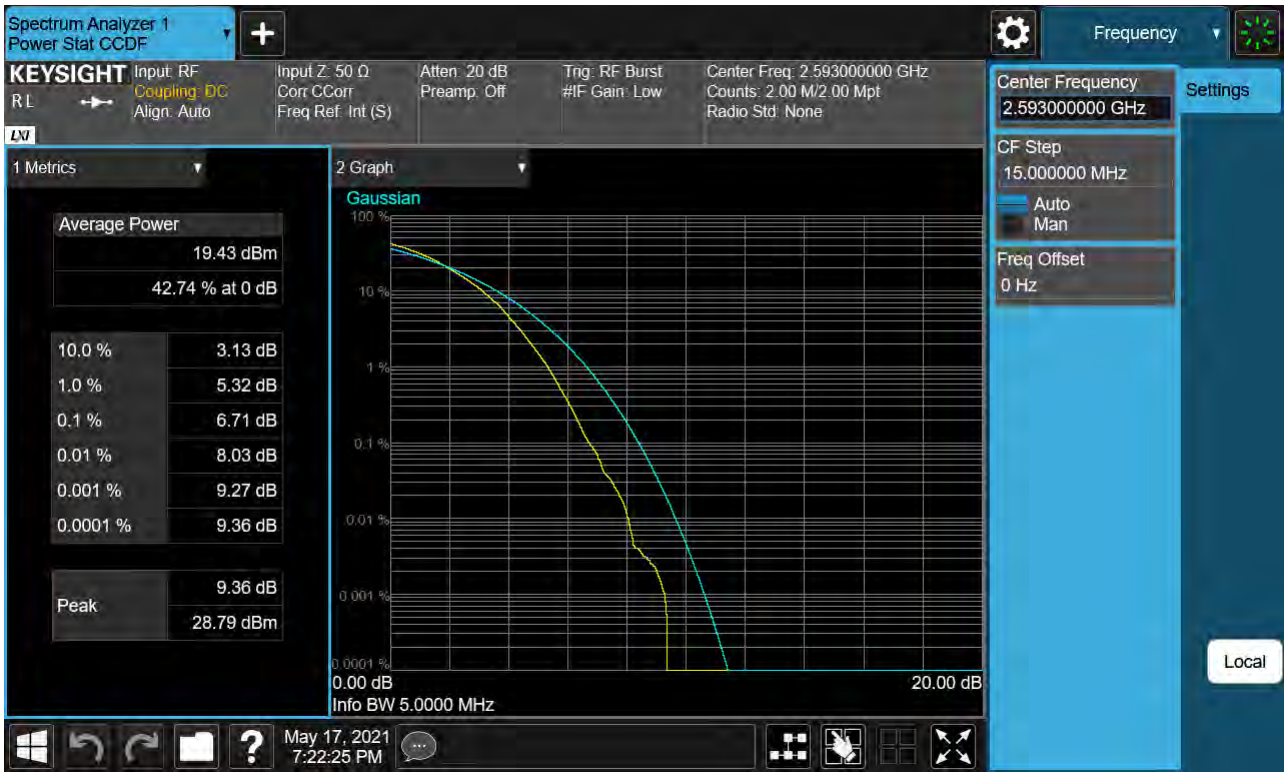 Spectrum Analyzer 1
Power Stat CCDF
Frequency
KEYSIGHT
RL
LXI
Input: RF
Coupling: DC
Align: Auto
Input Z: 50 Ω
Corr CCorr
Freq Ref: Int (S)
Atten: 20 dB
Preamp: Off
Trig: RF Burst
#IF Gain: Low
Center Freq: 2.593000000 GHz
Counts: 2.00 M/2.00 Mpt
Radio Std: None
Center Frequency
2.593000000 GHz
Settings
CF Step
15.000000 MHz
Auto
Man
Freq Offset
0 Hz
1 Metrics
Average Power
19.43 dBm
42.74 % at 0 dB
10.0 % 3.13 dB
1.0 % 5.32 dB
0.1 % 6.71 dB
0.01 % 8.03 dB
0.001 % 9.27 dB
0.0001 % 9.36 dB
Peak
9.36 dB
28.79 dBm
2 Graph
Gaussian
100 %
10 %
1 %
0.1 %
0.01 %
0.001 %
0.0001 %
0.00 dB 20.00 dB
Info BW 5.0000 MHz
Local
?
May 17, 2021
7:22:25 PM